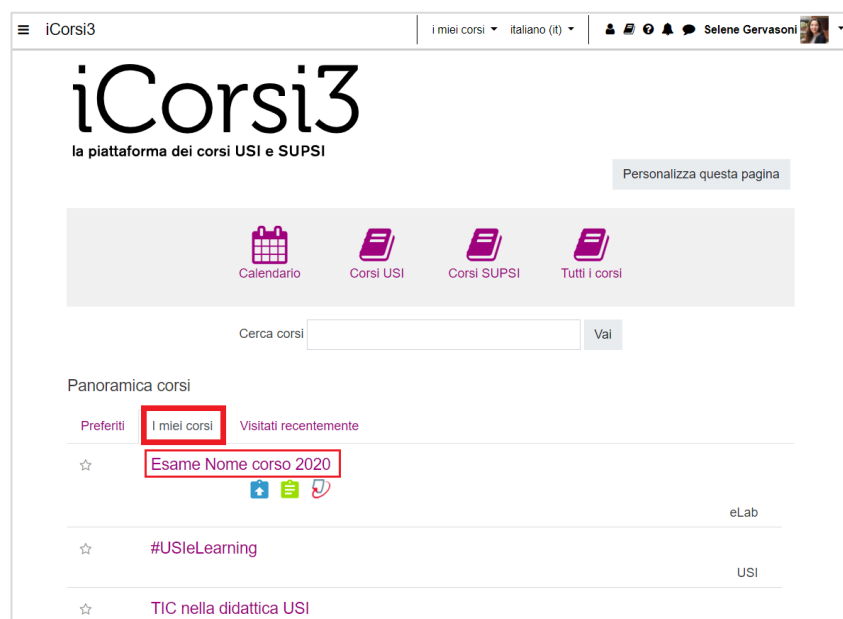 iCorsi3 i miei corsi italiano (it) Selene Gervasoni
iCorsi3
la piattaforma dei corsi USI e SUPSI
Personalizza questa pagina
Calendario Corsi USI Corsi SUPSI Tutti i corsi
Cerca corsi Vai
Panoramica corsi
Preferiti I miei corsi Visitati recentemente
Esame Nome corso 2020
eLab
#USIeLearning
USI
TIC nella didattica USI